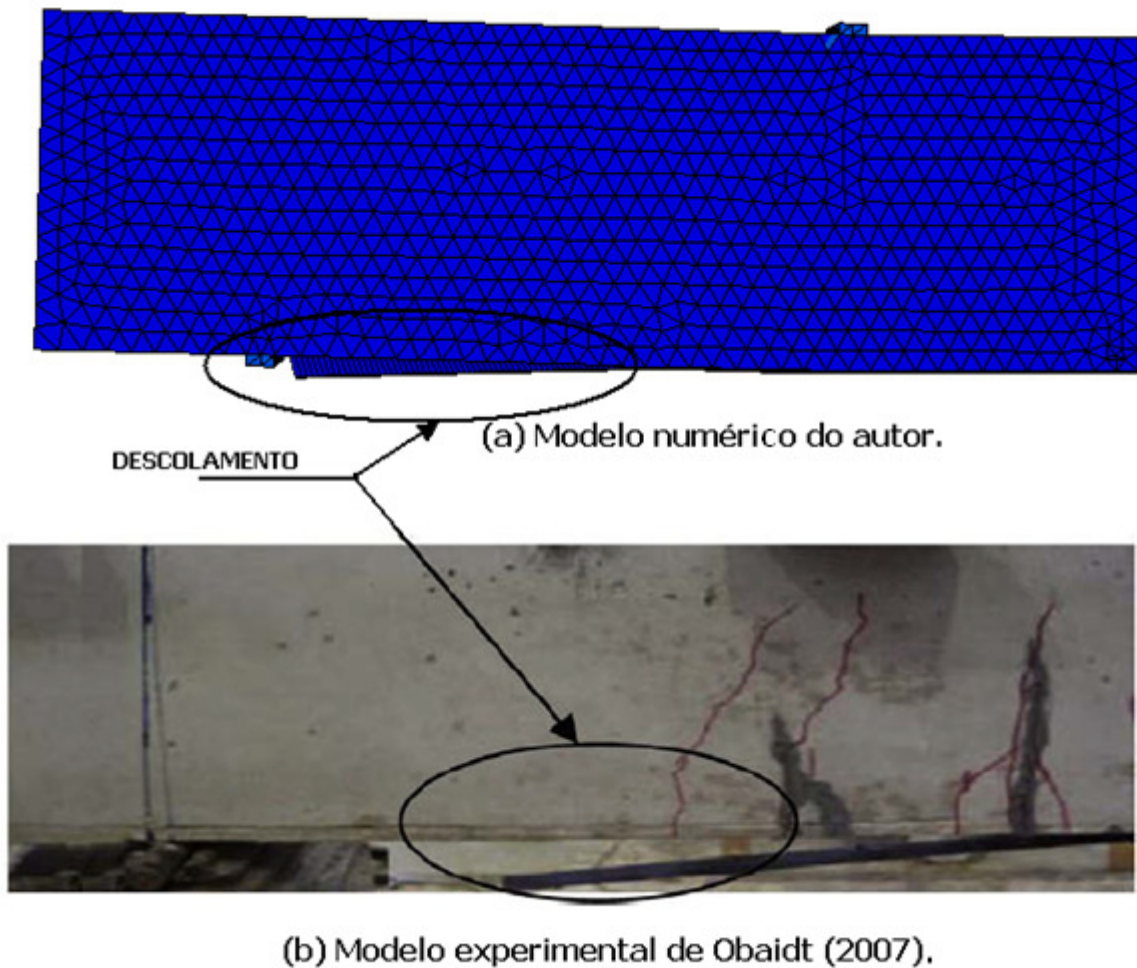 (a) Modelo numérico do autor.
DESCOLAMENTO
(b) Modelo experimental de Obaidt (2007).